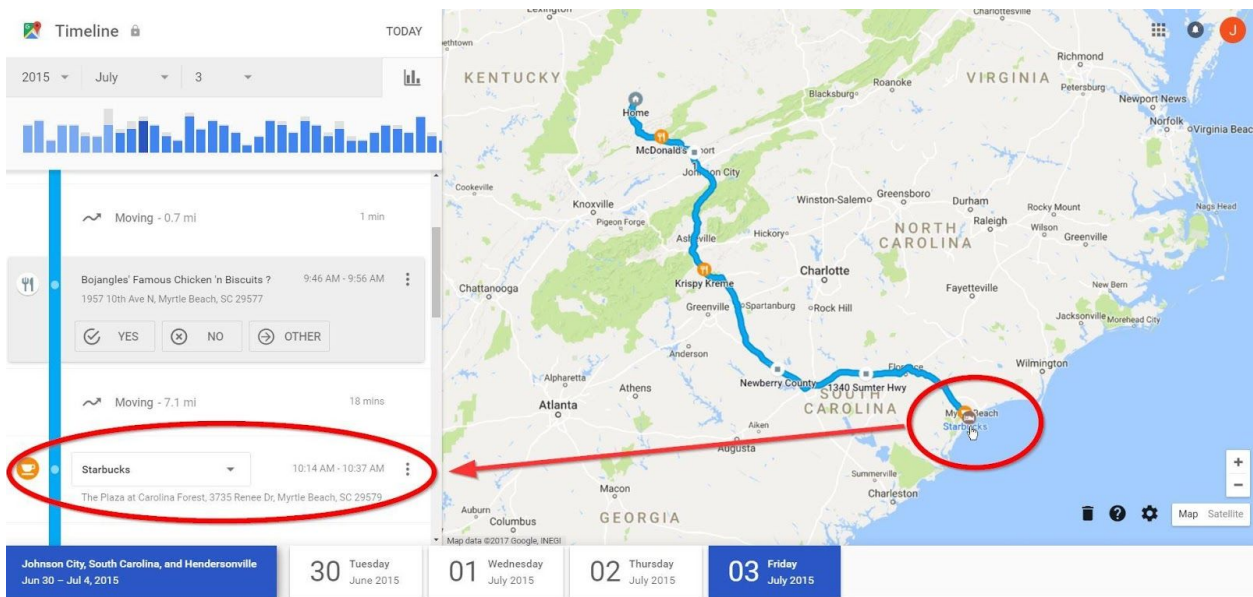 Timeline
TODAY
2015
July
3
Moving - 0.7 mi
1 min
Bojangles' Famous Chicken 'n Biscuits ?
9:46 AM - 9:56 AM
1957 10th Ave N, Myrtle Beach, SC 29577
YES
NO
OTHER
Moving - 7.1 mi
18 mins
Starbucks
10:14 AM - 10:37 AM
The Plaza at Carolina Forest, 3735 Renee Dr, Myrtle Beach, SC 29579
Lexington
Charlottesville
J
KENTUCKY
VIRGINIA
Richmond
Petersburg
Roanoke
Blacksburg
Newport News
Norfolk
Virginia Beac
Home
McDonald's
port
Johnson City
Cookeville
Knoxville
Pigeon Forge
Winston-Salem
Greensboro
Durham
Raleigh
Rocky Mount
Wilson
Greenville
Nags Head
NORTH
CAROLINA
Asheville
Hickory
Charlotte
Chattanooga
Krispy Kreme
Greenville
Spartanburg
Rock Hill
Fayetteville
New Bern
Jacksonville
Morehead City
Anderson
Wilmington
Alpharetta
Athens
Atlanta
Newberry County
1340 Sumter Hwy
Florence
SOUTH
CAROLINA
Myrtle Beach
Starbucks
Aiken
Augusta
Summerville
Charleston
Macon
Auburn
Columbus
GEORGIA
Map data ©2017 Google, INEGI
+
−
Map
Satellite
Johnson City, South Carolina, and Hendersonville
Jun 30 – Jul 4, 2015
30
Tuesday
June 2015
01
Wednesday
July 2015
02
Thursday
July 2015
03
Friday
July 2015